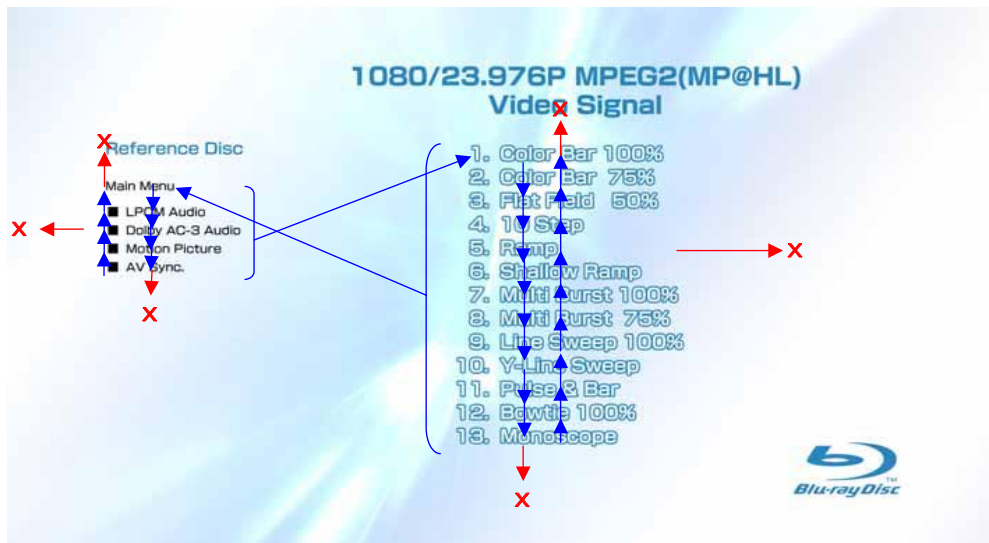 1080/23.976P MPEG2(MP@HL)
Video Signal
Reference Disc
Main Menu
■ LPCM Audio
■ Dolby AC-3 Audio
■ Motion Picture
■ AV Sync.
1. Color Bar 100%
2. Color Bar 75%
3. Flat Field 50%
4. 10 Step
5. Ramp
6. Shallow Ramp
7. Multi Burst 100%
8. Multi Burst 75%
9. Line Sweep 100%
10. Y-Line Sweep
11. Pulse & Bar
12. Bowtie 100%
13. Monoscope
X
X
X
X
X
X
Blu-ray Disc™